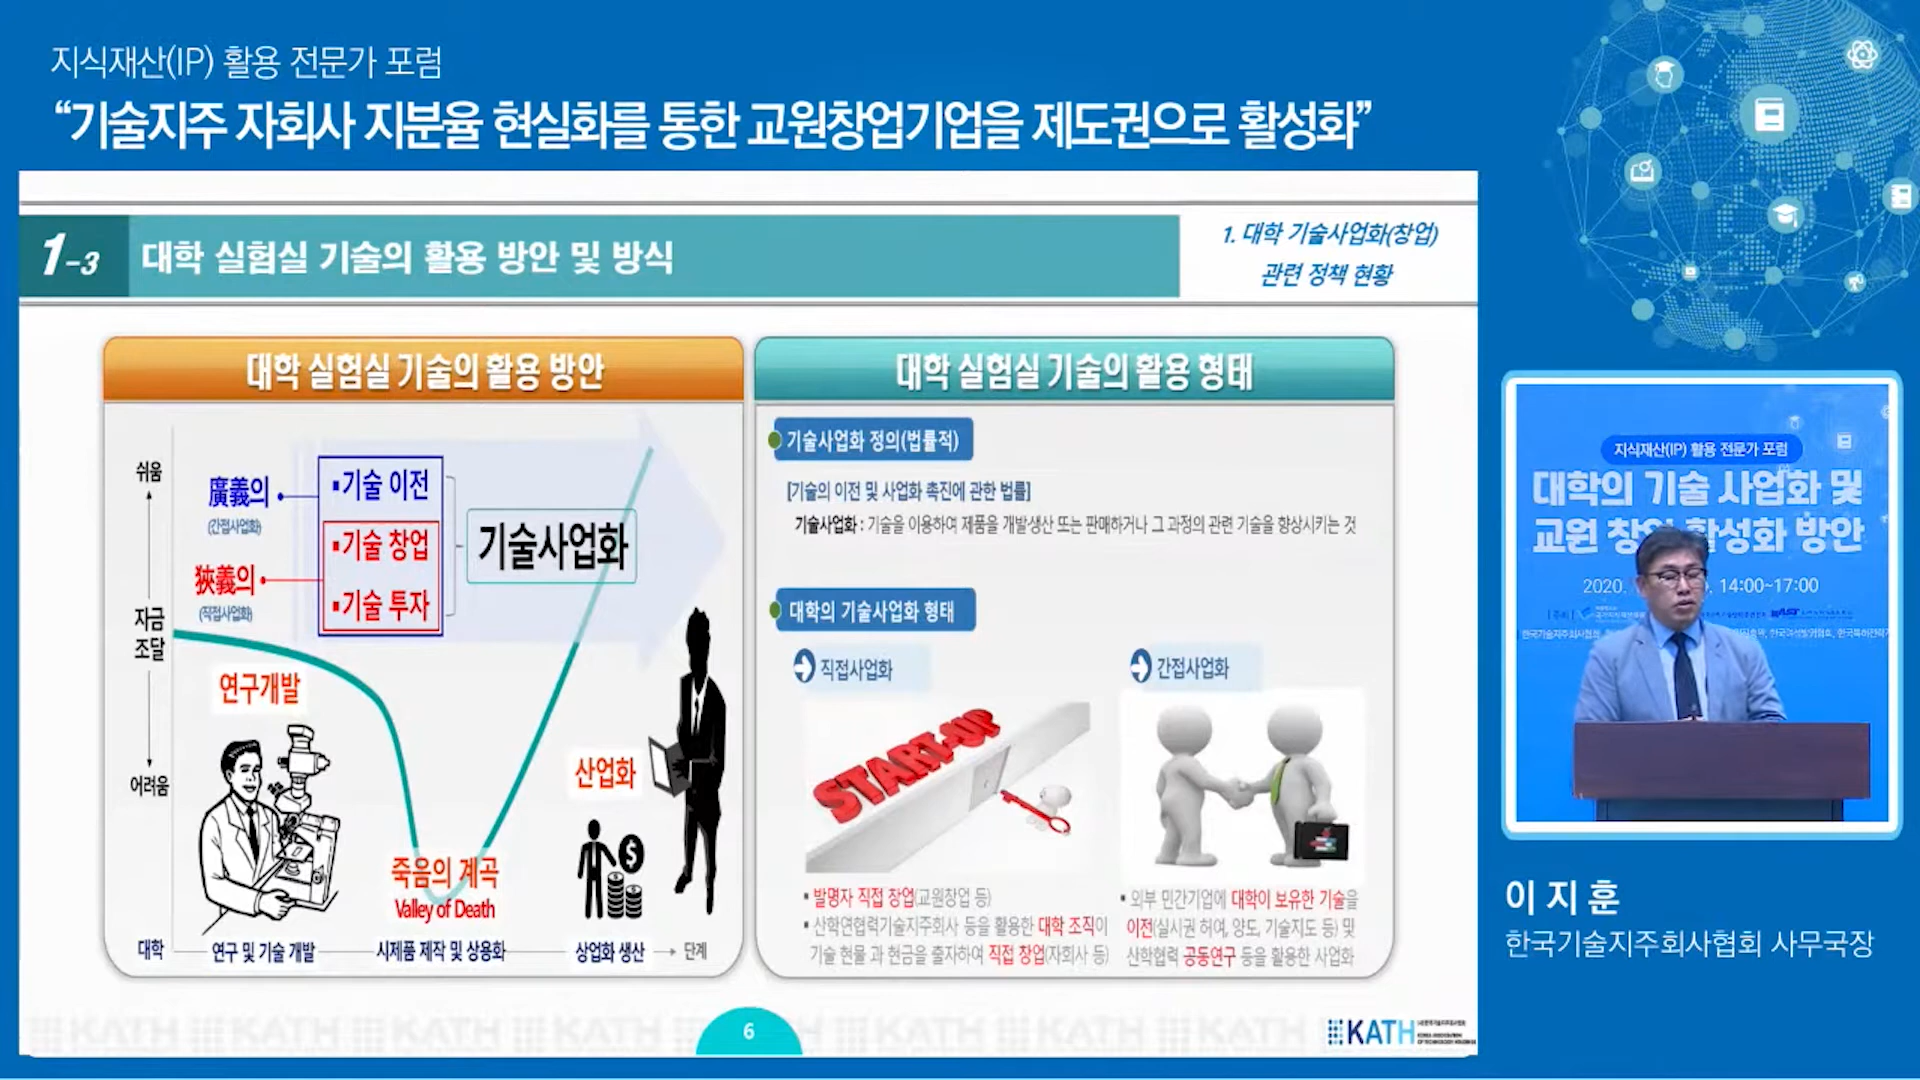 지식재산(IP) 활용 전문가 포럼
“기술지주 자회사 지분율 현실화를 통한 교원창업기업을 제도권으로 활성화”
1-3
대학 실험실 기술의 활용 방안 및 방식
1. 대학 기술사업화(창업)
관련 정책 현황
대학 실험실 기술의 활용 방안
쉬움
자금
조달
어려움
廣義의
(간접사업화)
狹義의
(직접사업화)
▪기술 이전
▪기술 창업
▪기술 투자
기술사업화
연구개발
죽음의 계곡
Valley of Death
산업화
대학
연구 및 기술 개발
시제품 제작 및 상용화
상업화 생산
단계
대학 실험실 기술의 활용 형태
기술사업화 정의(법률적)
[기술의 이전 및 사업화 촉진에 관한 법률]
기술사업화 : 기술을 이용하여 제품을 개발생산 또는 판매하거나 그 과정의 관련 기술을 향상시키는 것
대학의 기술사업화 형태
직접사업화
START-UP
▪ 발명자 직접 창업(교원창업 등)
▪ 산학연협력기술지주회사 등을 활용한 대학 조직이
기술 현물 과 현금을 출자하여 직접 창업(자회사 등)
간접사업화
▪ 외부 민간기업에 대학이 보유한 기술을
이전(실시권 허여, 양도, 기술지도 등) 및
산학협력 공동연구 등을 활용한 사업화
6
KATH
지식재산(IP) 활용 전문가 포럼
대학의 기술 사업화 및
교원 창업 활성화 방안
2020. 14:00~17:00
이 지 훈
한국기술지주회사협회 사무국장